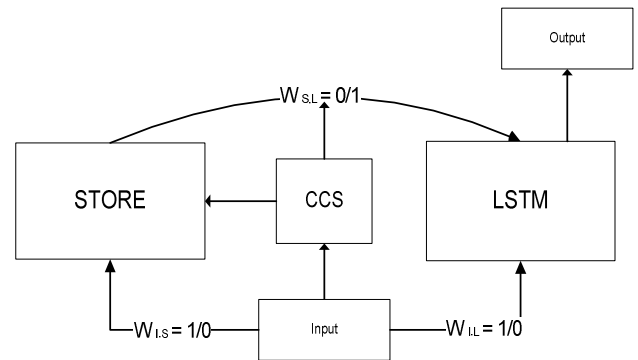 Output
W S,L = 0/1
STORE
CCS
LSTM
W I,S = 1/0
Input
W I,L = 1/0